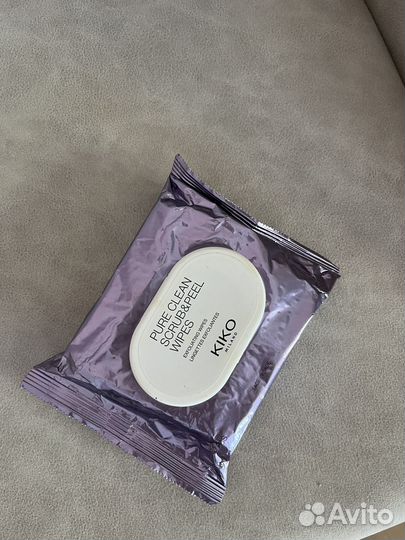 PURE CLEAN
SCRUB&PEEL
WIPES
EXFOLIATING WIPES
LINGETTES EXFOLIANTES
KIKO
MILANO
Avito